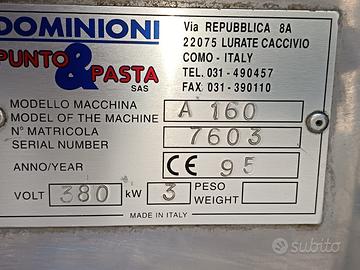 DOMINIONI
PUNTO & PASTA
SAS
Via REPUBBLICA 8A
22075 LURATE CACCIVIO
COMO - ITALY
TEL. 031 - 490457
FAX 031 - 390110
MODELLO MACCHINA
MODEL OF THE MACHINE
A 160
N° MATRICOLA
SERIAL NUMBER
7603
ANNO/YEAR
CE 95
VOLT 380 kW 3 PESO
WEIGHT
MADE IN ITALY
subito